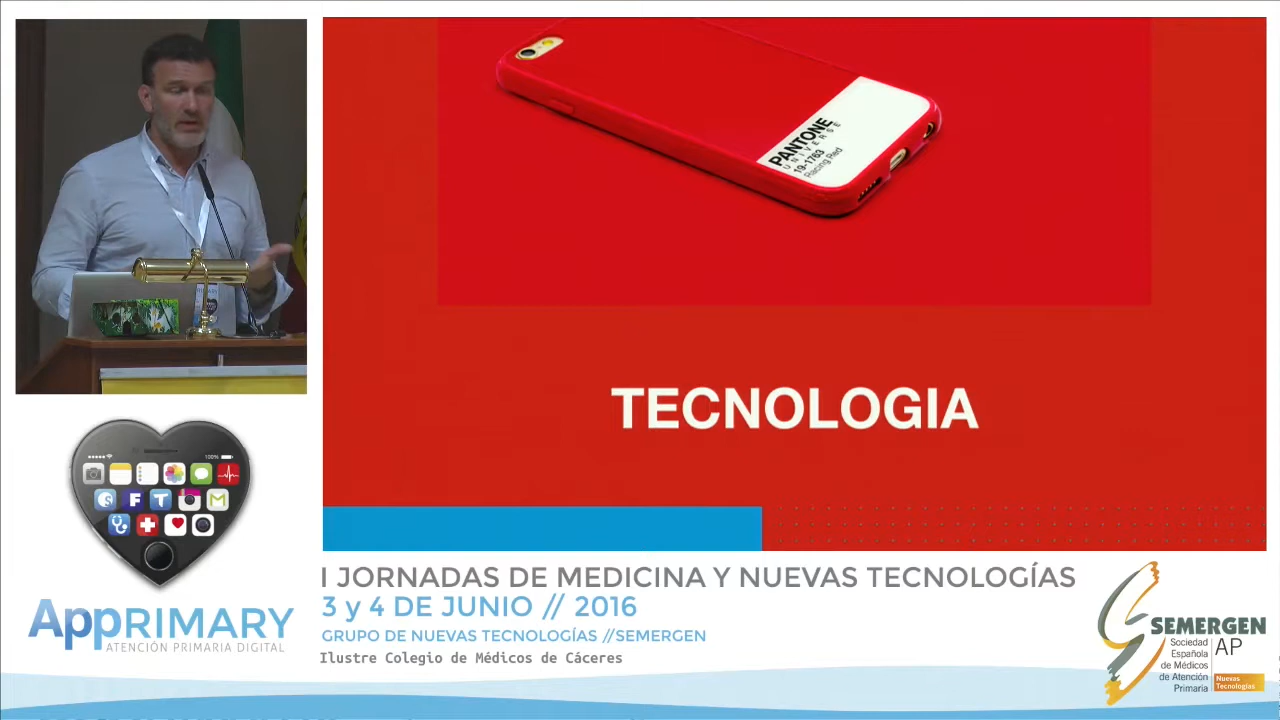 PANTONE
UNIVERSE
19-1763
Racing Red
TECNOLOGIA
100%
F T M
AppRIMARY
ATENCIÓN PRIMARIA DIGITAL
I JORNADAS DE MEDICINA Y NUEVAS TECNOLOGÍAS
3 y 4 DE JUNIO // 2016
GRUPO DE NUEVAS TECNOLOGÍAS //SEMERGEN
Ilustre Colegio de Médicos de Cáceres
SEMERGEN
Sociedad
Española
de Médicos
de Atención
Primaria
AP
Nuevas
Tecnologías